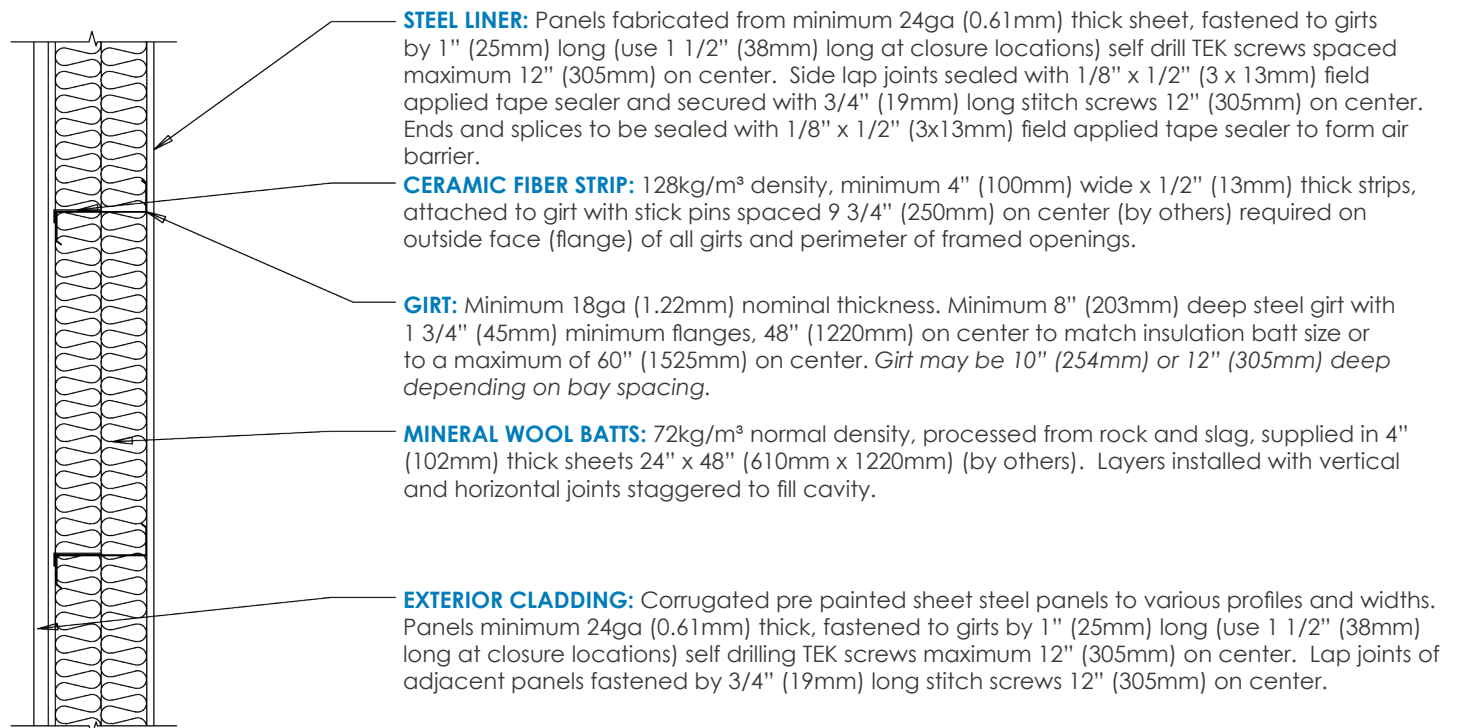 STEEL LINER: Panels fabricated from minimum 24ga (0.61mm) thick sheet, fastened to girts
by 1” (25mm) long (use 1 1/2” (38mm) long at closure locations) self drill TEK screws spaced
maximum 12” (305mm) on center.  Side lap joints sealed with 1/8” x 1/2” (3 x 13mm) field
applied tape sealer and secured with 3/4” (19mm) long stitch screws 12” (305mm) on center.
Ends and splices to be sealed with 1/8” x 1/2” (3x13mm) field applied tape sealer to form air
barrier.
CERAMIC FIBER STRIP: 128kg/m³ density, minimum 4” (100mm) wide x 1/2” (13mm) thick strips,
attached to girt with stick pins spaced 9 3/4” (250mm) on center (by others) required on
outside face (flange) of all girts and perimeter of framed openings.
GIRT: Minimum 18ga (1.22mm) nominal thickness. Minimum 8” (203mm) deep steel girt with
1 3/4” (45mm) minimum flanges, 48” (1220mm) on center to match insulation batt size or
to a maximum of 60” (1525mm) on center. Girt may be 10” (254mm) or 12” (305mm) deep
depending on bay spacing.
MINERAL WOOL BATTS: 72kg/m³ normal density, processed from rock and slag, supplied in 4”
(102mm) thick sheets 24” x 48” (610mm x 1220mm) (by others).  Layers installed with vertical
and horizontal joints staggered to fill cavity.
EXTERIOR CLADDING: Corrugated pre painted sheet steel panels to various profiles and widths.
Panels minimum 24ga (0.61mm) thick, fastened to girts by 1” (25mm) long (use 1 1/2” (38mm)
long at closure locations) self drilling TEK screws maximum 12” (305mm) on center.  Lap joints of
adjacent panels fastened by 3/4” (19mm) long stitch screws 12” (305mm) on center.